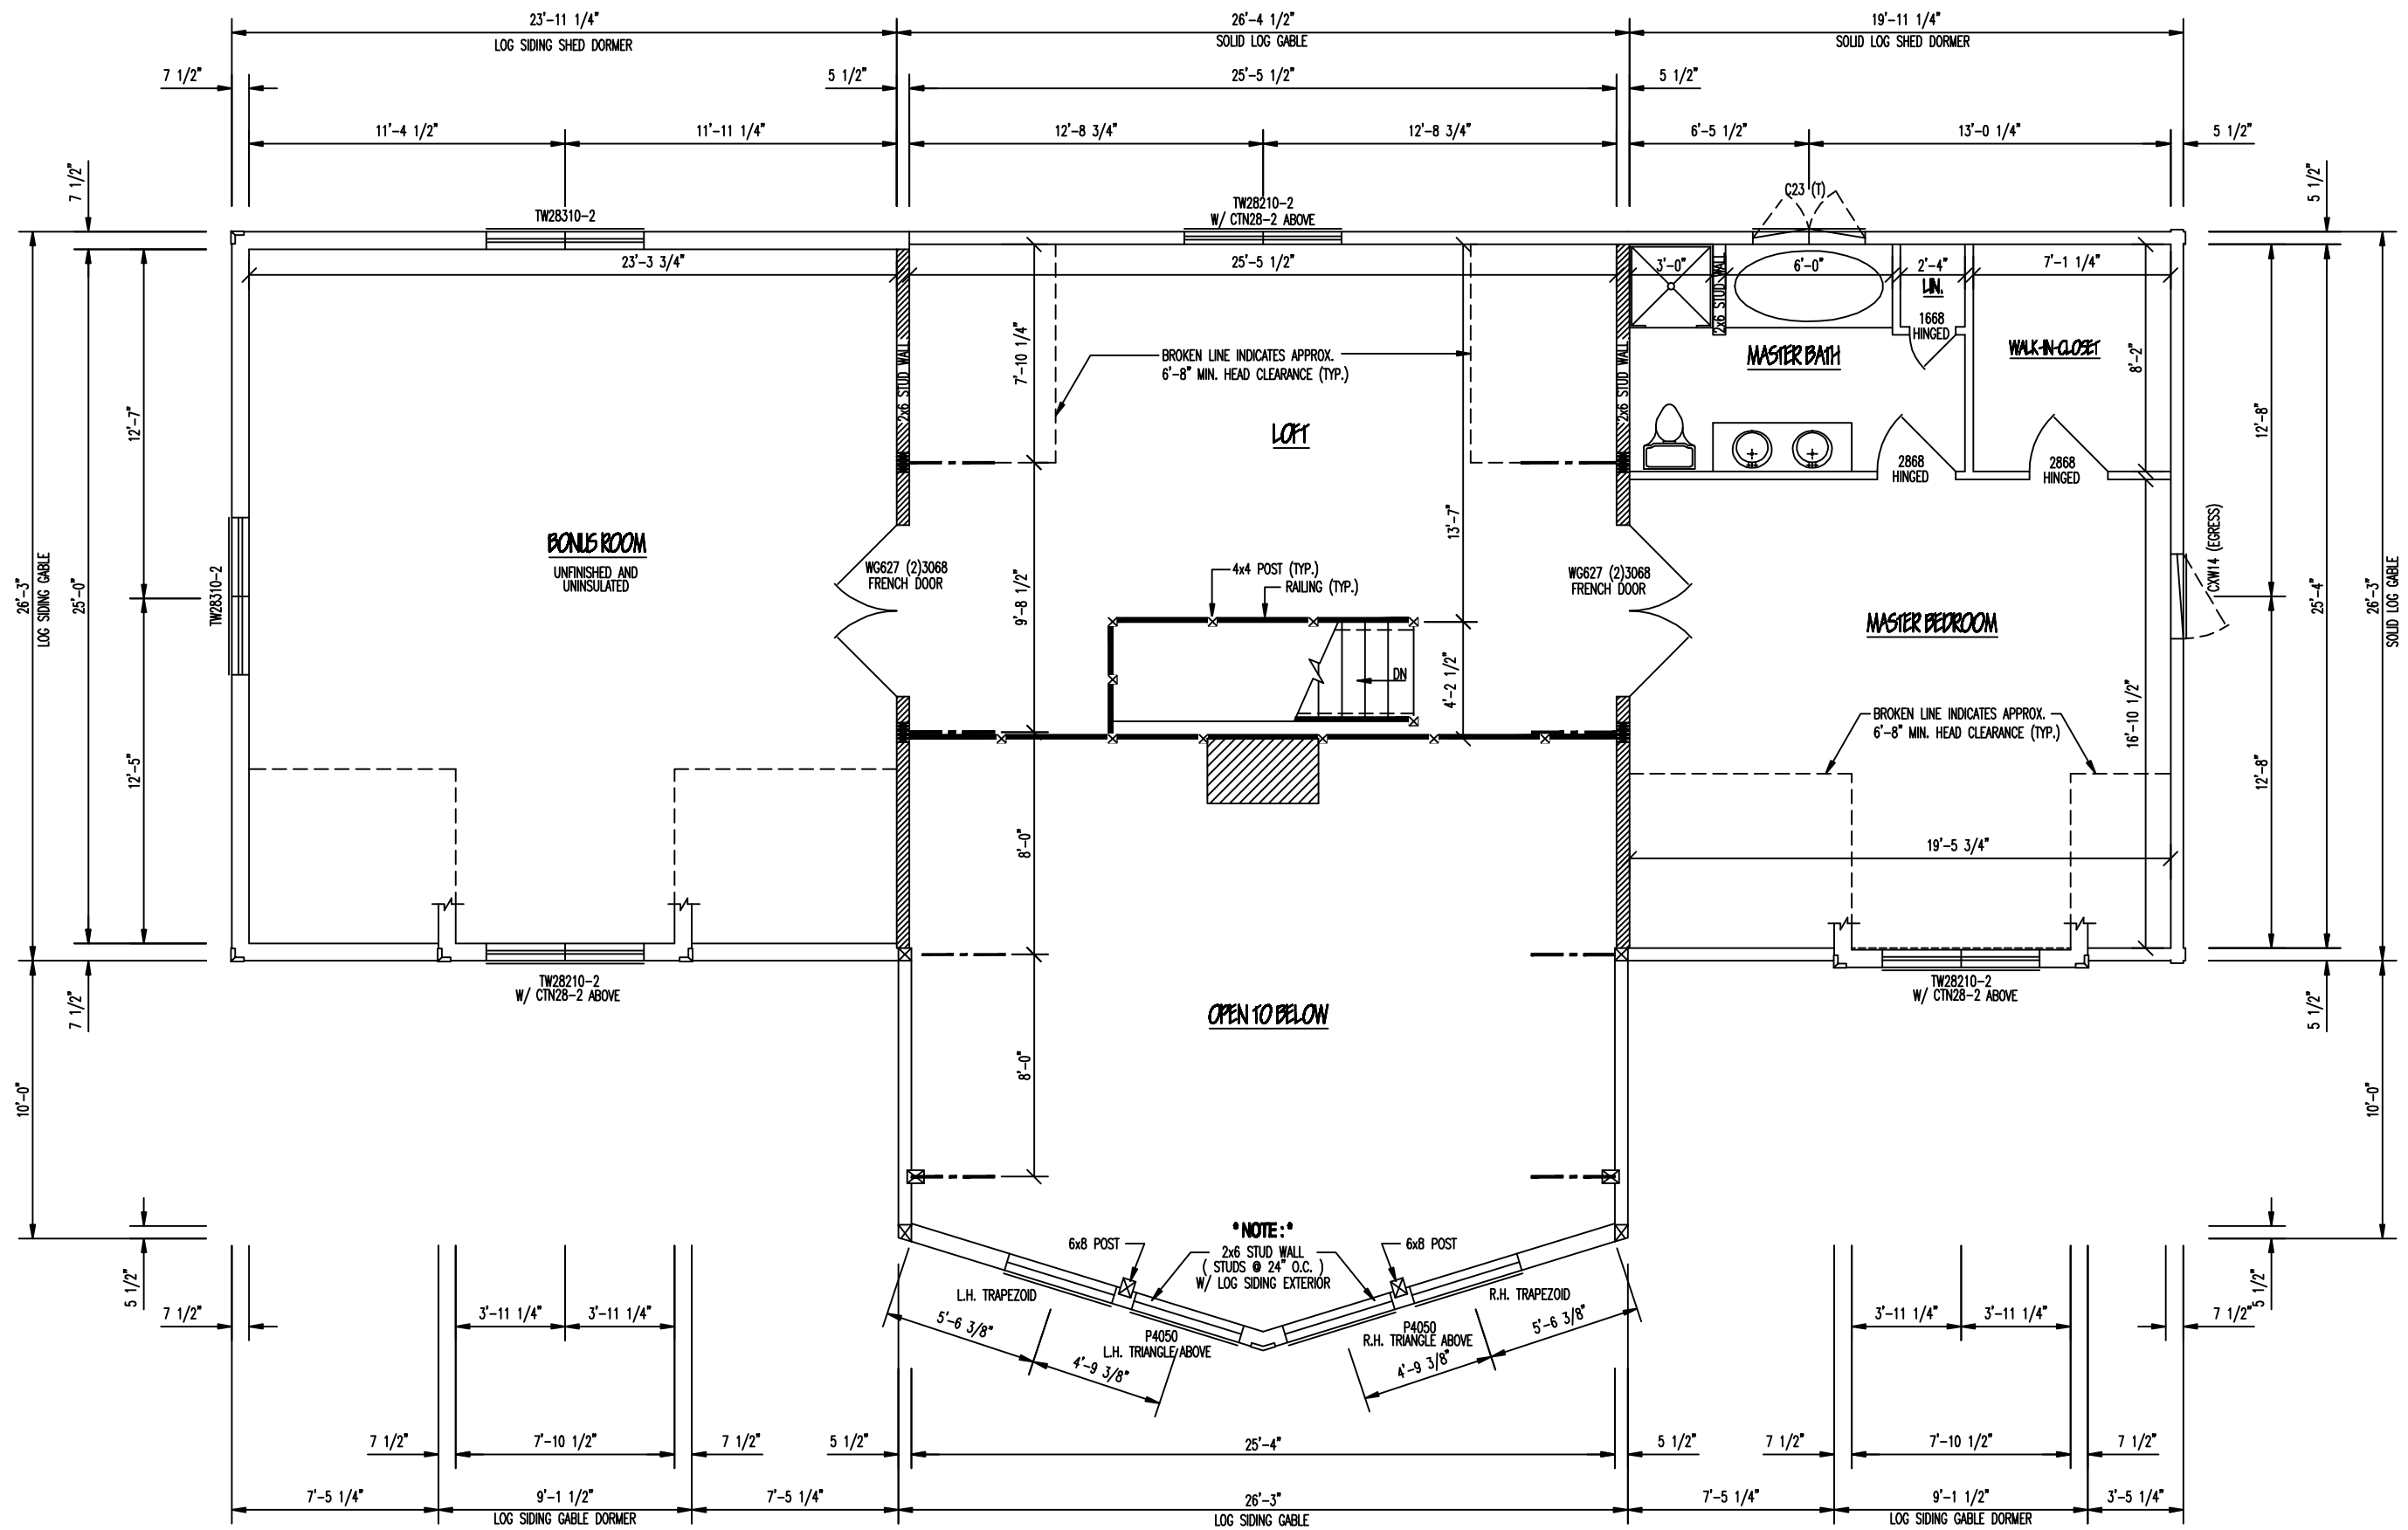 23'-11 1/4"
LOG SIDING SHED DORMER
26'-4 1/2"
SOLID LOG GABLE
19'-11 1/4"
SOLID LOG SHED DORMER
7 1/2"
5 1/2"
25'-5 1/2"
5 1/2"
11'-4 1/2"
11'-11 1/4"
12'-8 3/4"
12'-8 3/4"
6'-5 1/2"
13'-0 1/4"
5 1/2"
7 1/2"
5 1/2"
TW28310-2
TW28210-2
W/ CTN28-2 ABOVE
C23 (T)
23'-3 3/4"
25'-5 1/2"
3'-0"
2x6 STUD WALL
6'-0"
2'-4"
LIN.
7'-1 1/4"
1668
HINGED
7'-10 1/4"
BROKEN LINE INDICATES APPROX.
6'-8" MIN. HEAD CLEARANCE (TYP.)
2x6 STUD WALL
2x6 STUD WALL
MASTER BATH
WALK-IN-CLOSET
8'-2"
12'-7"
12'-8"
LOFT
2868
HINGED
2868
HINGED
26'-3"
LOG SIDING GABLE
25'-0"
TW28310-2
BONUS ROOM
UNFINISHED AND
UNINSULATED
WG627 (2)3068
FRENCH DOOR
9'-8 1/2"
4x4 POST (TYP.)
RAILING (TYP.)
13'-7"
WG627 (2)3068
FRENCH DOOR
MASTER BEDROOM
CXW14 (EGRESS)
25'-4"
26'-3"
SOLID LOG GABLE
DN
4'-2 1/2"
BROKEN LINE INDICATES APPROX.
6'-8" MIN. HEAD CLEARANCE (TYP.)
16'-10 1/2"
12'-5"
12'-8"
8'-0"
19'-5 3/4"
7 1/2"
TW28210-2
W/ CTN28-2 ABOVE
OPEN TO BELOW
TW28210-2
W/ CTN28-2 ABOVE
5 1/2"
10'-0"
8'-0"
10'-0"
5 1/2"
6x8 POST
*NOTE:*
2x6 STUD WALL
( STUDS @ 24" O.C. )
W/ LOG SIDING EXTERIOR
6x8 POST
5 1/2"
7 1/2"
3'-11 1/4"
3'-11 1/4"
L.H. TRAPEZOID
R.H. TRAPEZOID
5'-6 3/8"
P4050
L.H. TRIANGLE ABOVE
4'-9 3/8"
P4050
R.H. TRIANGLE ABOVE
4'-9 3/8"
5'-6 3/8"
3'-11 1/4"
3'-11 1/4"
7 1/2"
7 1/2"
7'-10 1/2"
7 1/2"
5 1/2"
25'-4"
5 1/2"
7 1/2"
7'-10 1/2"
7 1/2"
7'-5 1/4"
9'-1 1/2"
LOG SIDING GABLE DORMER
7'-5 1/4"
26'-3"
LOG SIDING GABLE
7'-5 1/4"
9'-1 1/2"
LOG SIDING GABLE DORMER
3'-5 1/4"